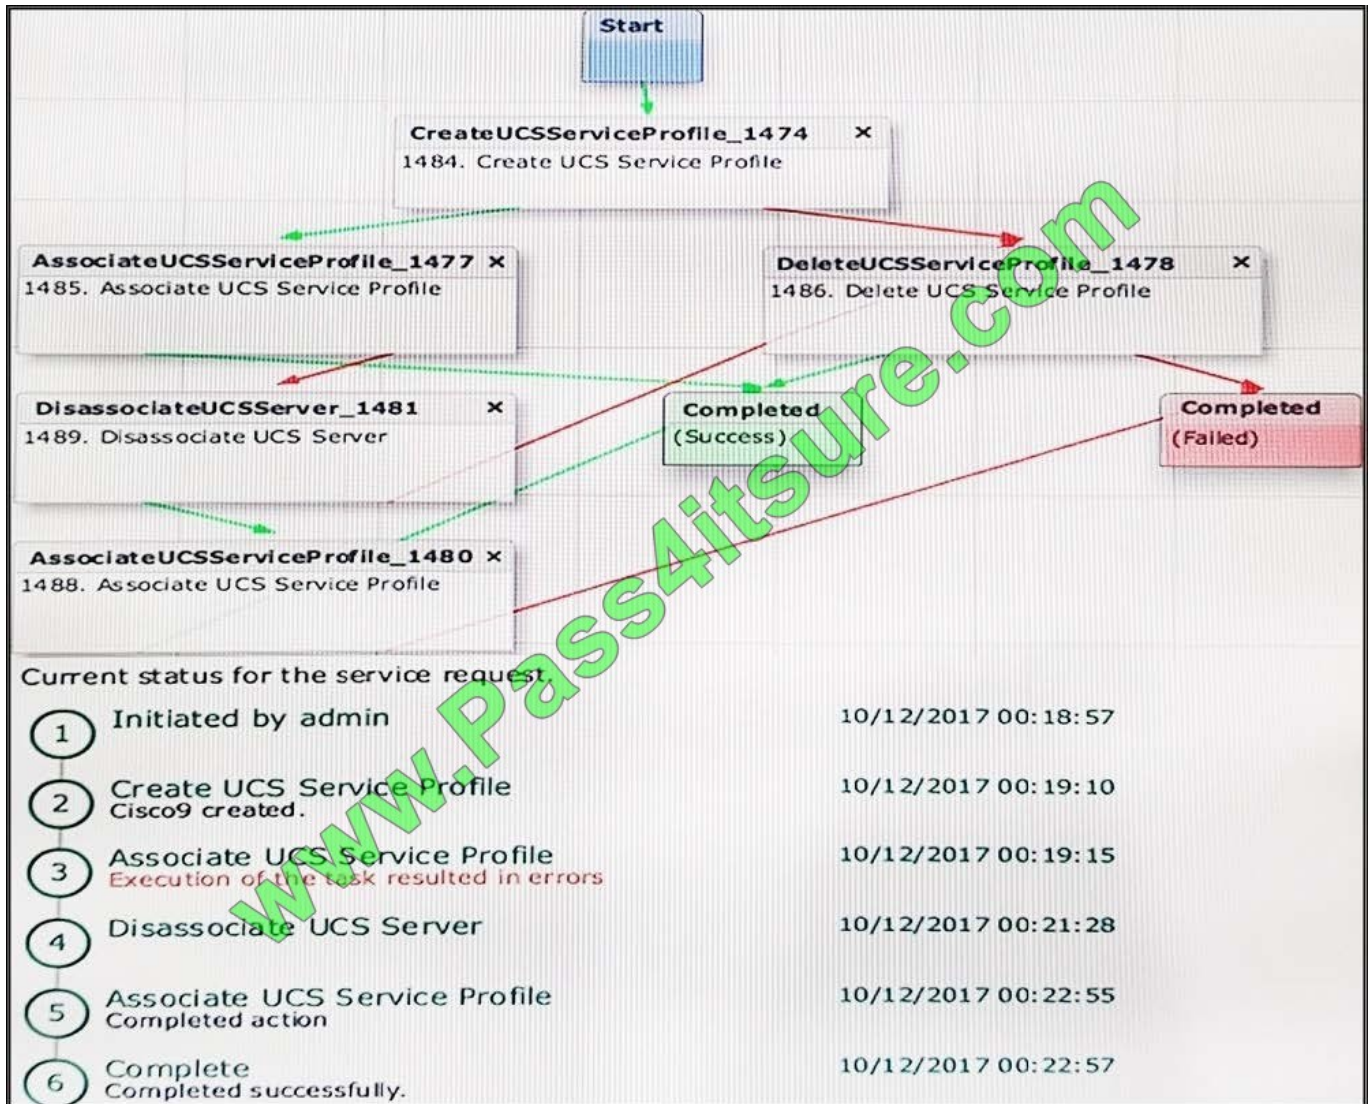 Start
CreateUCSServiceProfile_1474 ×
1484. Create UCS Service Profile
AssociateUCSServiceProfile_1477 ×
1485. Associate UCS Service Profile
DeleteUCSServiceProfile_1478 ×
1486. Delete UCS Service Profile
DisassociateUCSServer_1481 ×
1489. Disassociate UCS Server
Completed
(Success)
Completed
(Failed)
AssociateUCSServiceProfile_1480 ×
1488. Associate UCS Service Profile
Current status for the service request.
1 Initiated by admin 10/12/2017 00:18:57
2 Create UCS Service Profile 10/12/2017 00:19:10
Cisco9 created.
3 Associate UCS Service Profile 10/12/2017 00:19:15
Execution of the task resulted in errors
4 Disassociate UCS Server 10/12/2017 00:21:28
5 Associate UCS Service Profile 10/12/2017 00:22:55
Completed action
6 Complete 10/12/2017 00:22:57
Completed successfully.
www.Pass4itsure.com